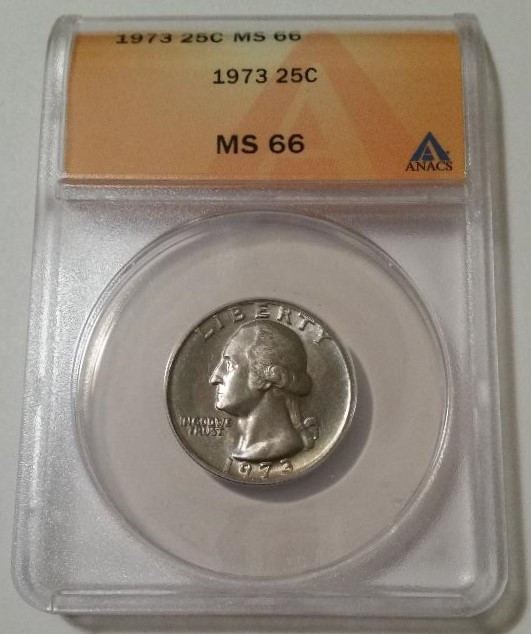 1973 25C MS 66
1973 25C
MS 66
ANACS
LIBERTY
IN GOD WE
TRUST
1973